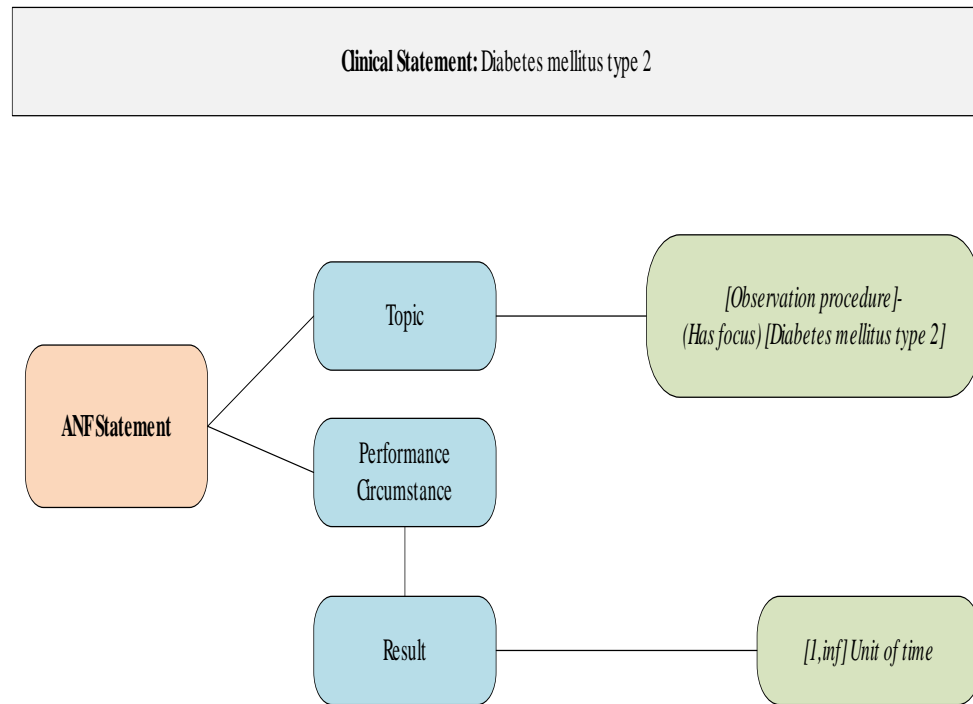 Clinical Statement: Diabetes mellitus type 2
Topic
[Observation procedure]-
(Has focus) [Diabetes mellitus type 2]
ANF Statement
Performance
Circumstance
Result
[1,inf] Unit of time